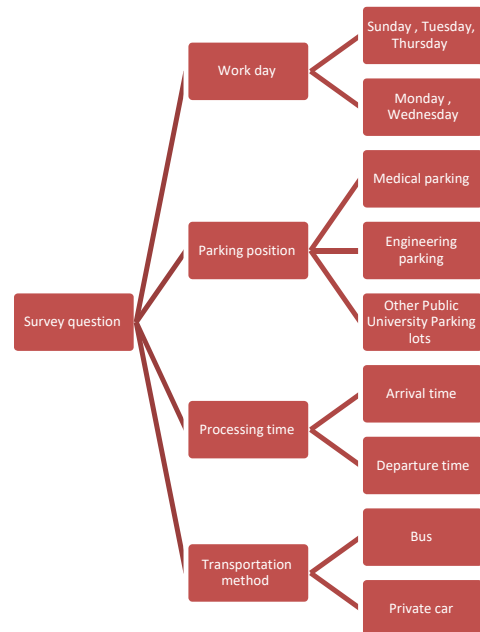 Survey question
Work day
Sunday , Tuesday,
Thursday
Monday ,
Wednesday
Parking position
Medical parking
Engineering
parking
Other Public
University Parking
lots
Processing time
Arrival time
Departure time
Transportation
method
Bus
Private car